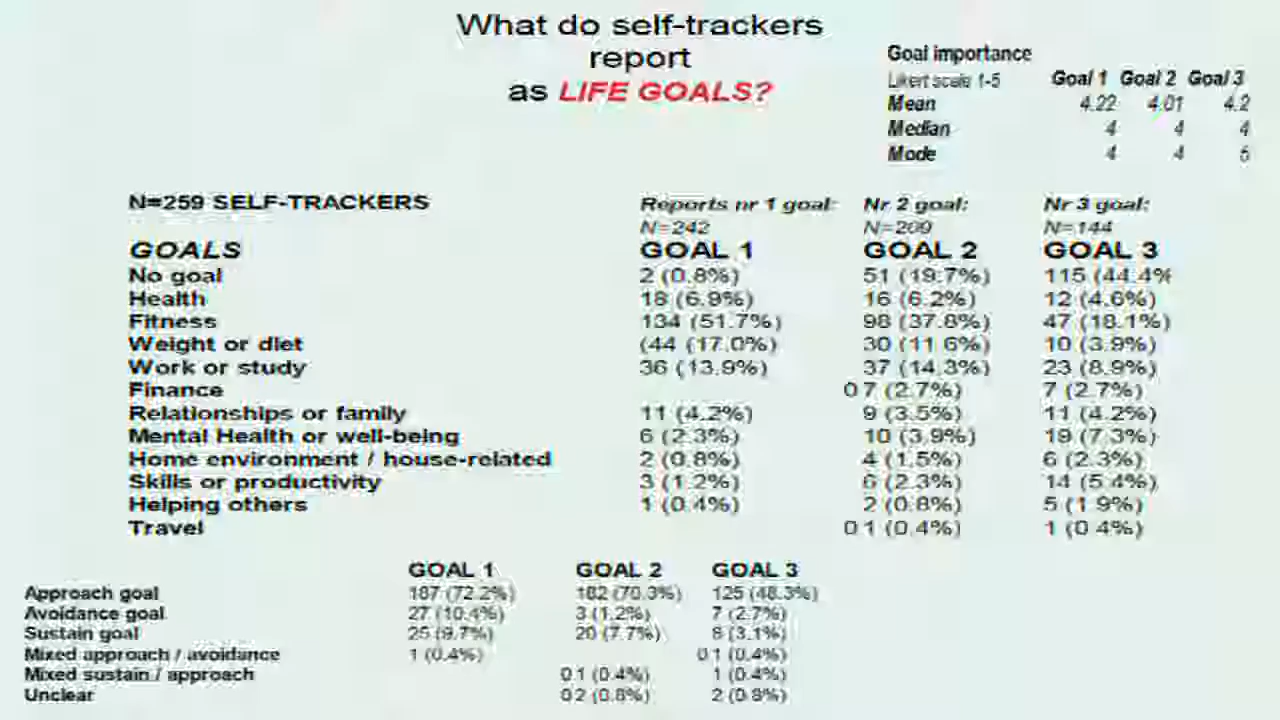 What do self-trackers
report
as LIFE GOALS?
Goal importance
Likert scale 1-5 Goal 1 Goal 2 Goal 3
Mean 4.22 4.01 4.2
Median 4 4 4
Mode 4 4 5
N=259 SELF-TRACKERS Reports nr 1 goal: Nr 2 goal: Nr 3 goal:
N=242 N=209 N=144
GOALS GOAL 1 GOAL 2 GOAL 3
No goal 2 (0.8%) 51 (19.7%) 115 (44.4%
Health 18 (6.9%) 16 (6.2%) 12 (4.6%)
Fitness 134 (51.7%) 98 (37.8%) 47 (18.1%)
Weight or diet (44 (17.0%) 30 (11.6%) 10 (3.9%)
Work or study 36 (13.9%) 37 (14.3%) 23 (8.9%)
Finance 0 7 (2.7%) 7 (2.7%)
Relationships or family 11 (4.2%) 9 (3.5%) 11 (4.2%)
Mental Health or well-being 6 (2.3%) 10 (3.9%) 19 (7.3%)
Home environment / house-related 2 (0.8%) 4 (1.5%) 6 (2.3%)
Skills or productivity 3 (1.2%) 6 (2.3%) 14 (5.4%)
Helping others 1 (0.4%) 2 (0.8%) 5 (1.9%)
Travel 0 1 (0.4%) 1 (0.4%)
GOAL 1 GOAL 2 GOAL 3
Approach goal 187 (72.2%) 182 (70.3%) 125 (48.3%)
Avoidance goal 27 (10.4%) 3 (1.2%) 7 (2.7%)
Sustain goal 25 (9.7%) 20 (7.7%) 8 (3.1%)
Mixed approach / avoidance 1 (0.4%) 0 1 (0.4%)
Mixed sustain / approach 0 1 (0.4%) 1 (0.4%)
Unclear 0 2 (0.8%) 2 (0.8%)